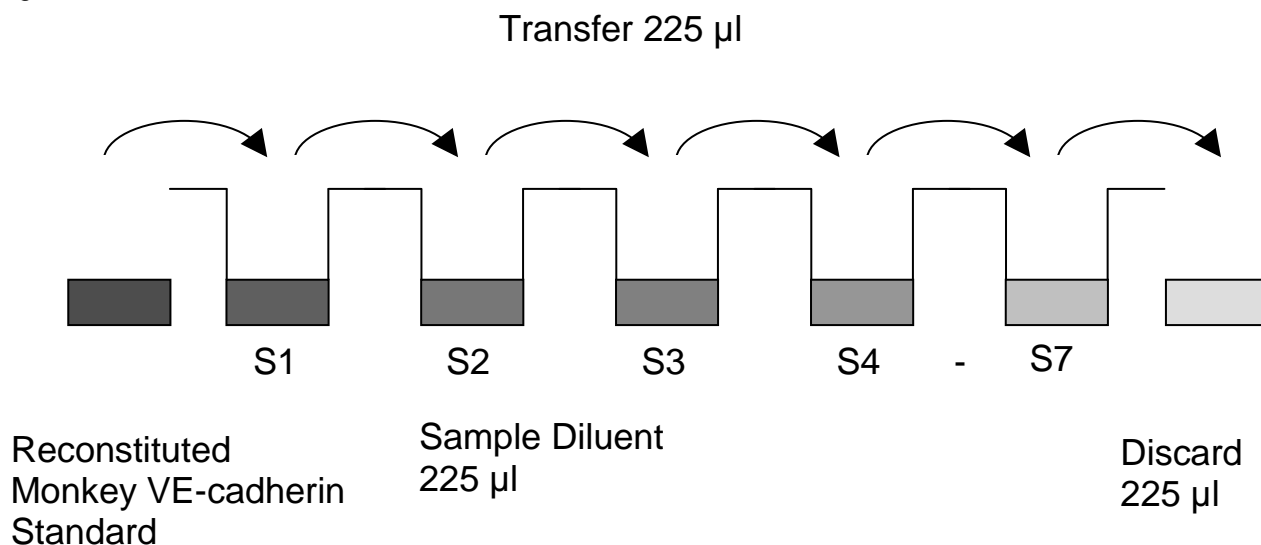 Transfer 225 µl
S1 S2 S3 S4 - S7
Reconstituted
Monkey VE-cadherin
Standard
Sample Diluent
225 µl
Discard
225 µl